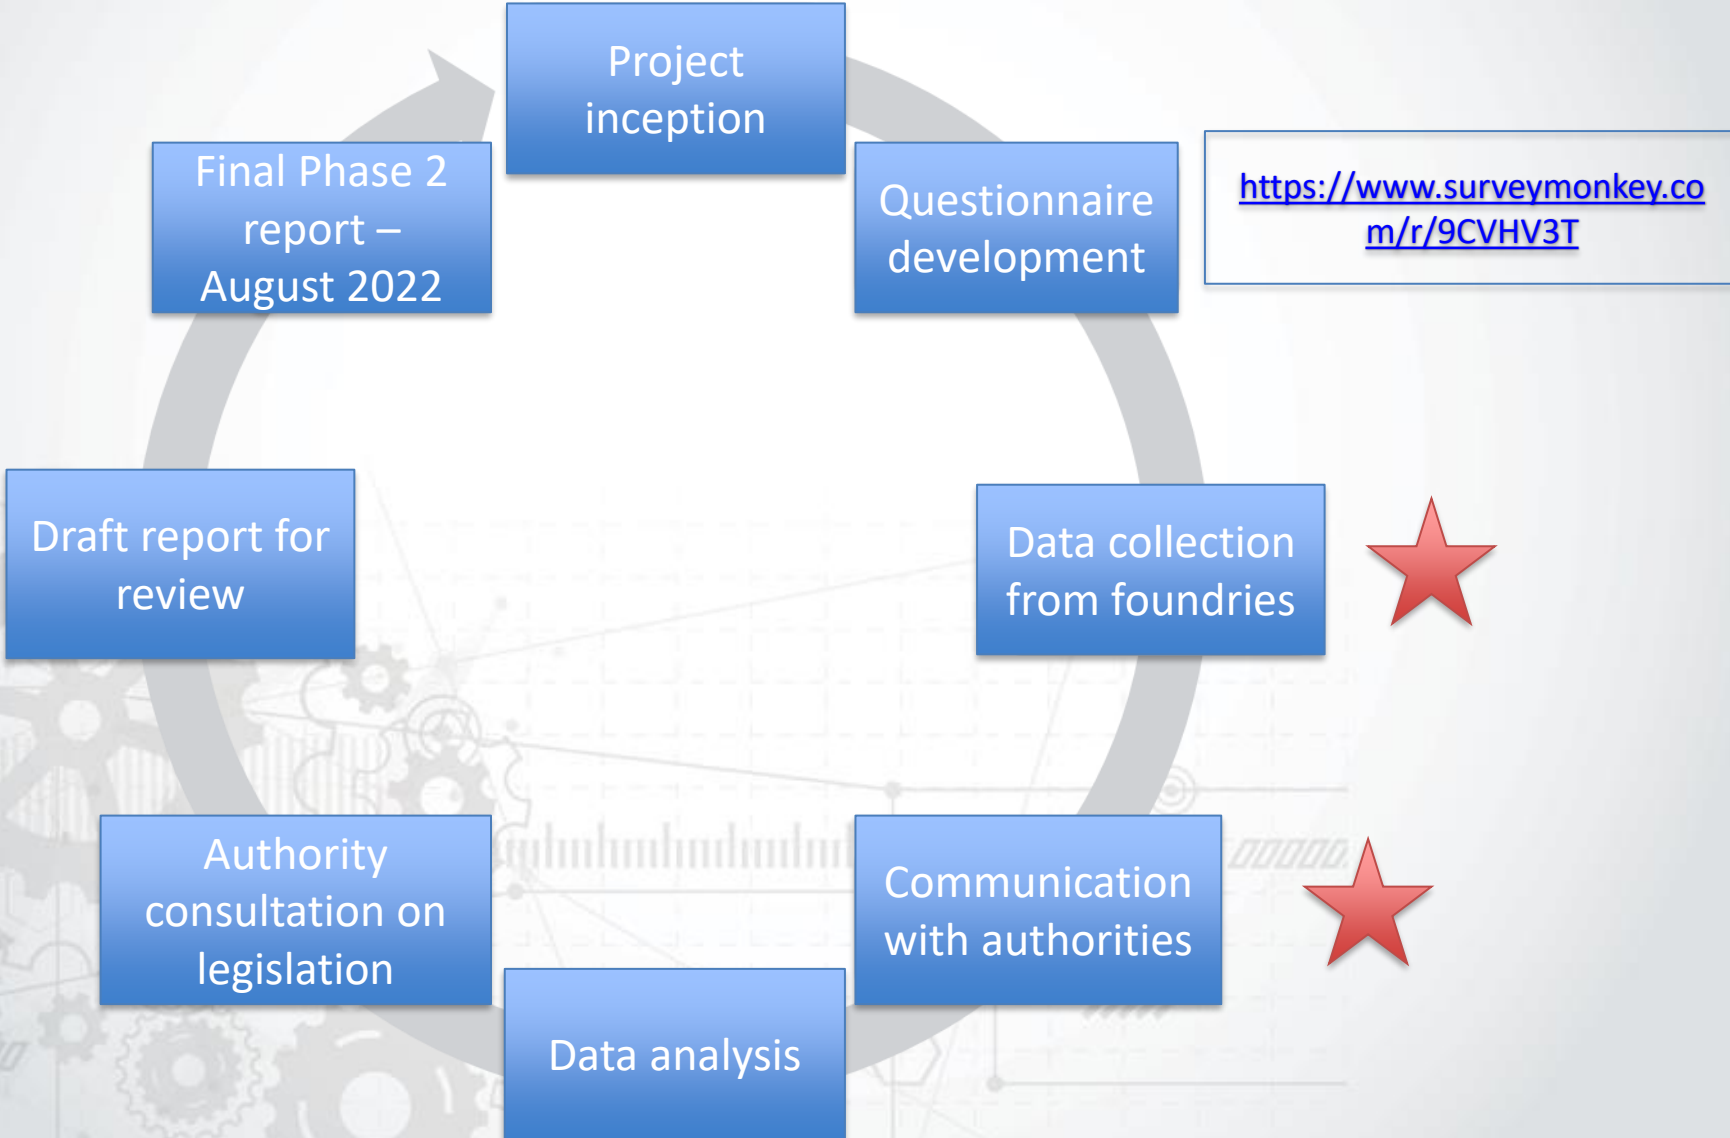 Project
inception
Questionnaire
development
https://www.surveymonkey.co
m/r/9CVHV3T
Data collection
from foundries
Communication
with authorities
Data analysis
Authority
consultation on
legislation
Draft report for
review
Final Phase 2
report –
August 2022